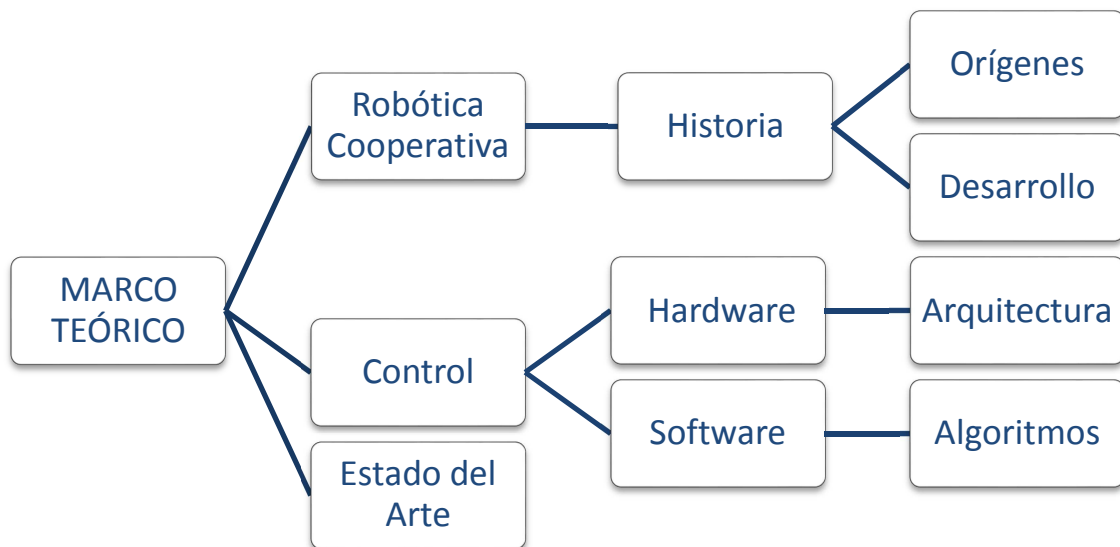 MARCO
TEÓRICO
Robótica
Cooperativa
Historia
Orígenes
Desarrollo
Control
Hardware
Arquitectura
Software
Algoritmos
Estado del
Arte